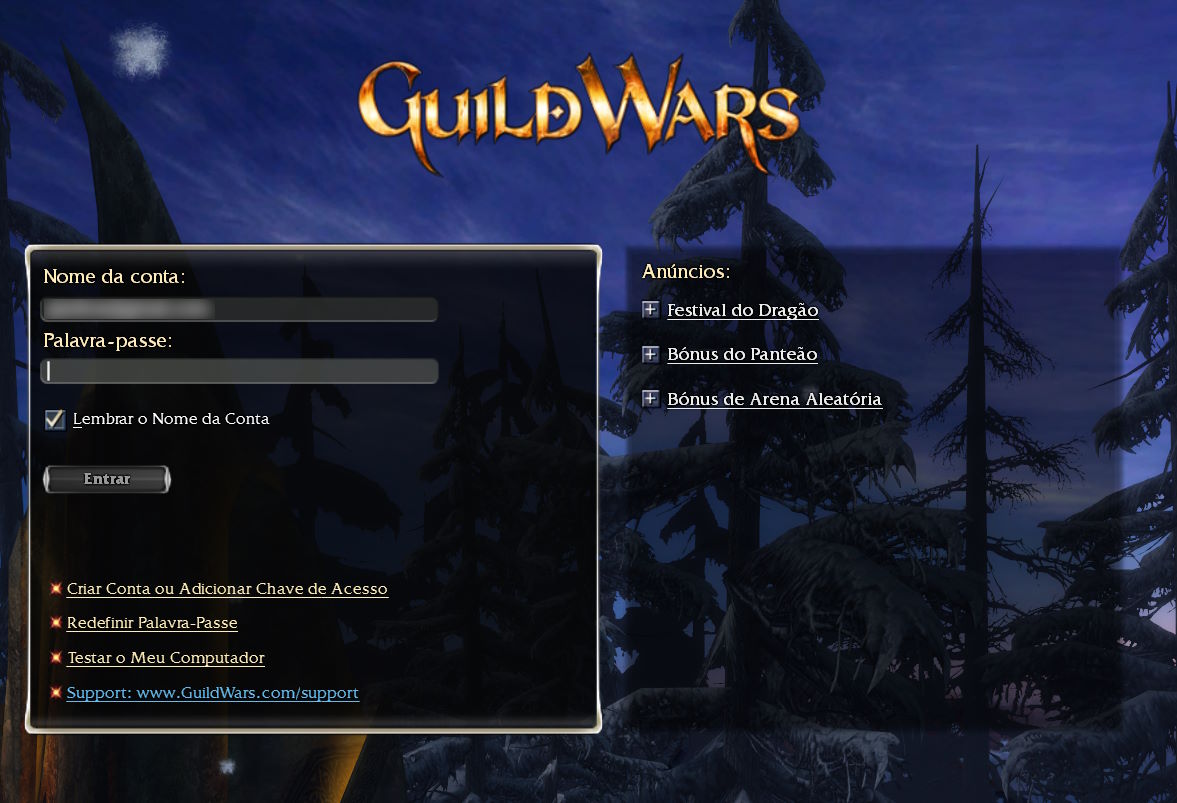 GUILD WARS
Nome da conta:
Palavra-passe:
Lembrar o Nome da Conta
Entrar
Criar Conta ou Adicionar Chave de Acesso
Redefinir Palavra-Passe
Testar o Meu Computador
Support: www.GuildWars.com/support
Anúncios:
Festival do Dragão
Bónus do Panteão
Bónus de Arena Aleatória